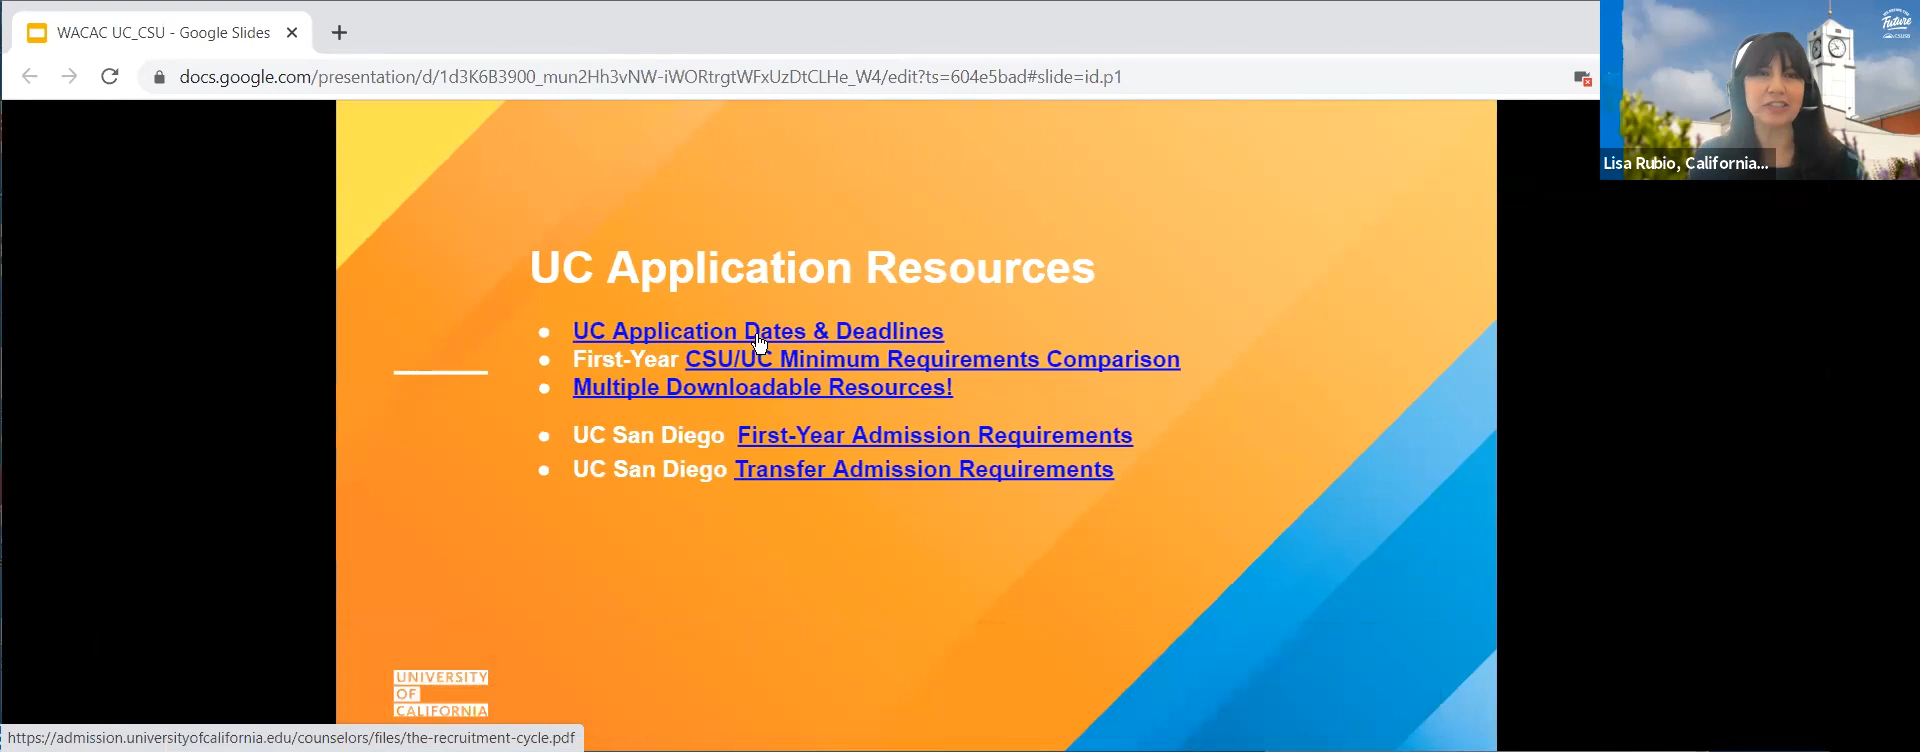 WACAC UC_CSU - Google Slides
docs.google.com/presentation/d/1d3K6B3900_mun2Hh3vNW-iWORtrgtWFxUzDtCLHe_W4/edit?ts=604e5bad#slide=id.p1
Future
CSUSB
Lisa Rubio, California...
UC Application Resources
UC Application Dates & Deadlines
First-Year CSU/UC Minimum Requirements Comparison
Multiple Downloadable Resources!
UC San Diego First-Year Admission Requirements
UC San Diego Transfer Admission Requirements
UNIVERSITY
OF
CALIFORNIA
https://admission.universityofcalifornia.edu/counselors/files/the-recruitment-cycle.pdf